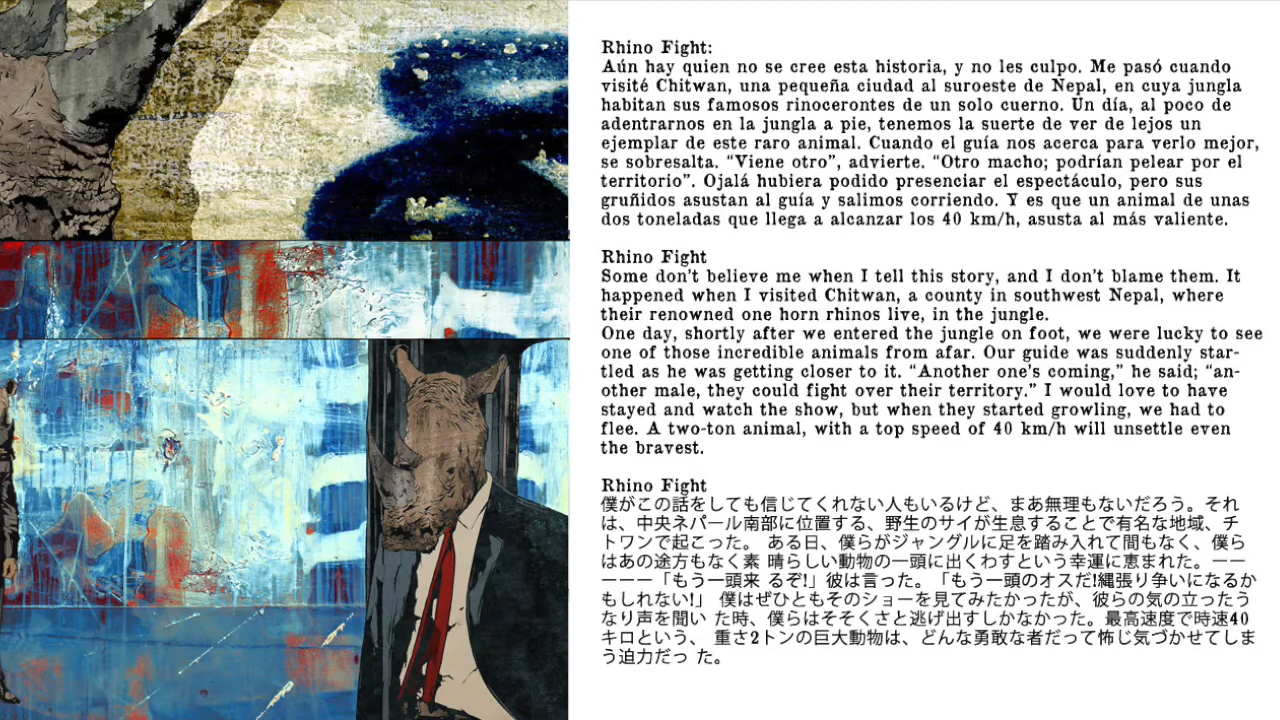 Rhino Fight:
Aún hay quien no se cree esta historia, y no les culpo. Me pasó cuando
visité Chitwan, una pequeña ciudad al suroeste de Nepal, en cuya jungla
habitan sus famosos rinocerontes de un solo cuerno. Un día, al poco de
adentrarnos en la jungla a pie, tenemos la suerte de ver de lejos un
ejemplar de este raro animal. Cuando el guía nos acerca para verlo mejor,
se sobresalta. “Viene otro”, advierte. “Otro macho; podrían pelear por el
territorio”. Ojalá hubiera podido presenciar el espectáculo, pero sus
gruñidos asustan al guía y salimos corriendo. Y es que un animal de unas
dos toneladas que llega a alcanzar los 40 km/h, asusta al más valiente.
Rhino Fight
Some don’t believe me when I tell this story, and I don’t blame them. It
happened when I visited Chitwan, a county in southwest Nepal, where
their renowned one horn rhinos live, in the jungle.
One day, shortly after we entered the jungle on foot, we were lucky to see
one of those incredible animals from afar. Our guide was suddenly star-
tled as he was getting closer to it. “Another one’s coming,” he said; “an-
other male, they could fight over their territory.” I would love to have
stayed and watch the show, but when they started growling, we had to
flee. A two-ton animal, with a top speed of 40 km/h will unsettle even
the bravest.
Rhino Fight
僕がこの話をしても信じてくれない人もいるけど、まあ無理もないだろう。それ
は、中央ネパール南部に位置する、野生のサイが生息することで有名な地域、チ
トワンで起こった。 ある日、僕らがジャングルに足を踏み入れて間もなく、僕ら
はあの途方もなく素 晴らしい動物の一頭に出くわすという幸運に恵まれた。ーー
ーーー「もう一頭来 るぞ!」彼は言った。「もう一頭のオスだ!縄張り争いになるか
もしれない!」 僕はぜひともそのショーを見てみたかったが、彼らの気の立ったう
なり声を聞い た時、僕らはそそくさと逃げ出すしかなかった。最高速度で時速40
キロという、 重さ2トンの巨大動物は、どんな勇敢な者だって怖じ気づかせてしま
う迫力だっ た。